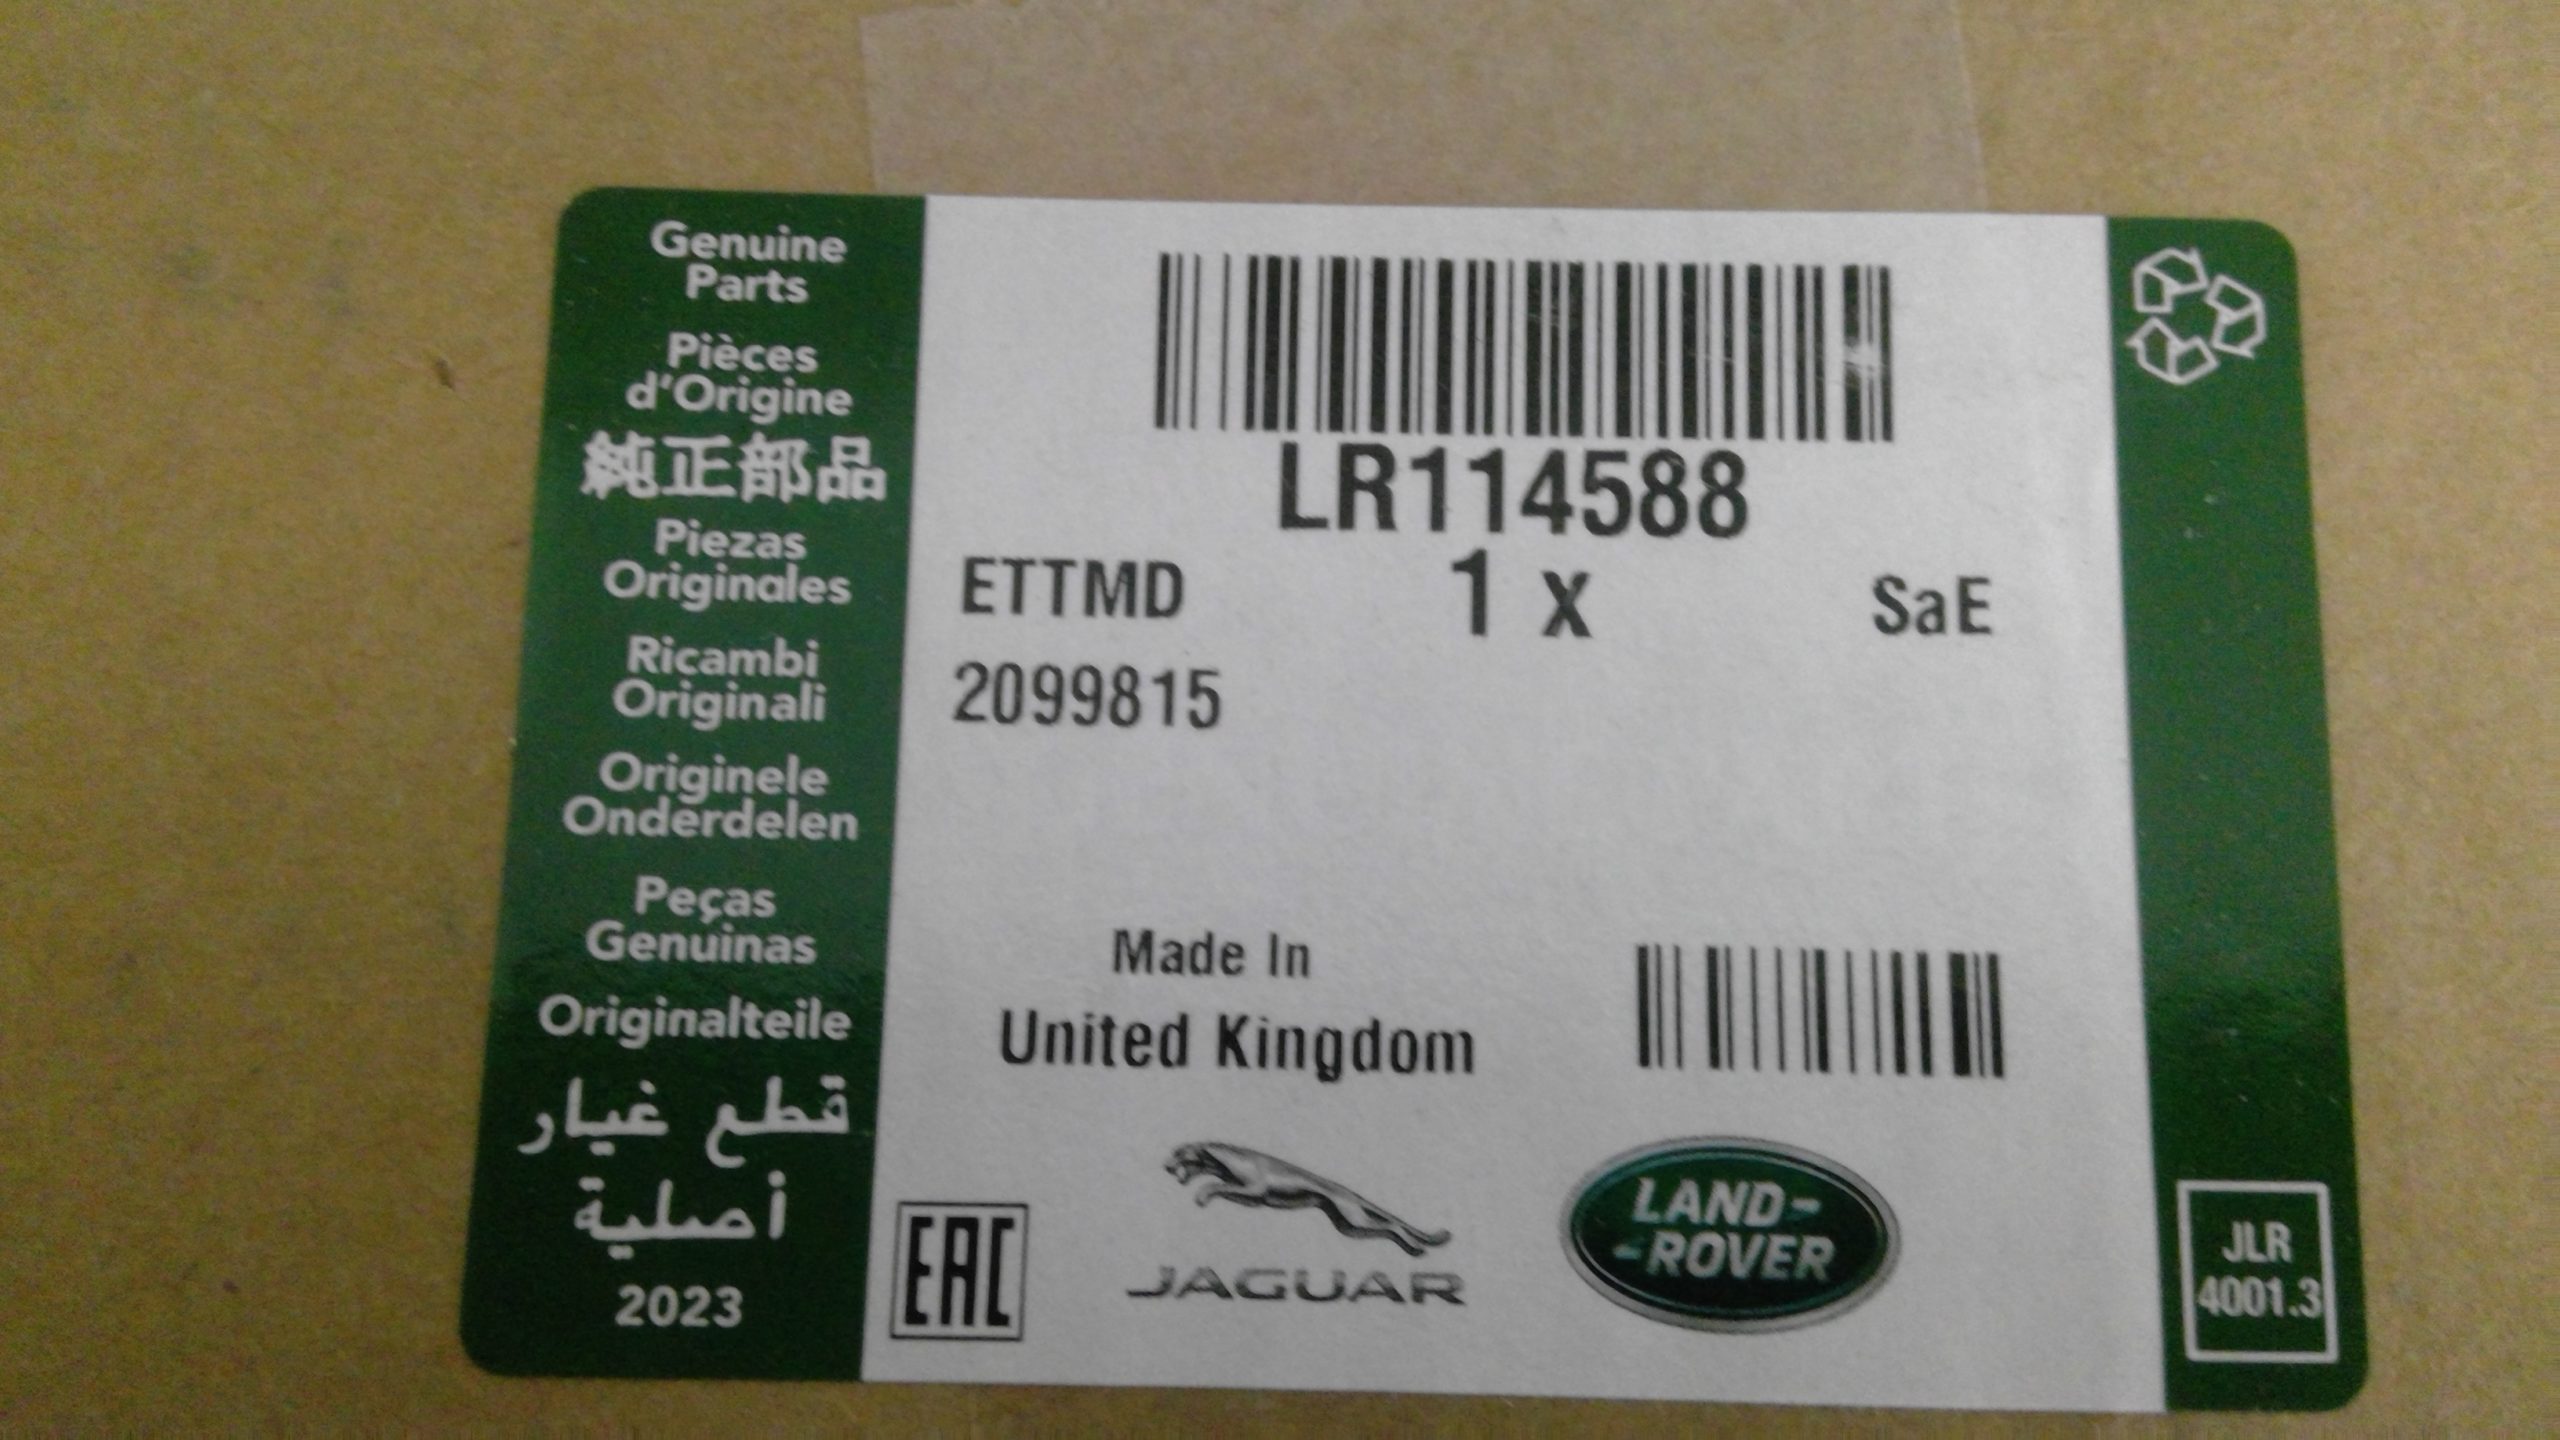 Genuine
Parts
Pièces
d'Origine
純正部品
Piezas
Originales
Ricambi
Originali
Originele
Onderdelen
Peças
Genuinas
Originalteile
قطع غيار
أصلية
2023
LR114588
ETTMD 1 x SaE
2099815
Made In
United Kingdom
EAC
JAGUAR
LAND-
-ROVER
JLR
4001.3